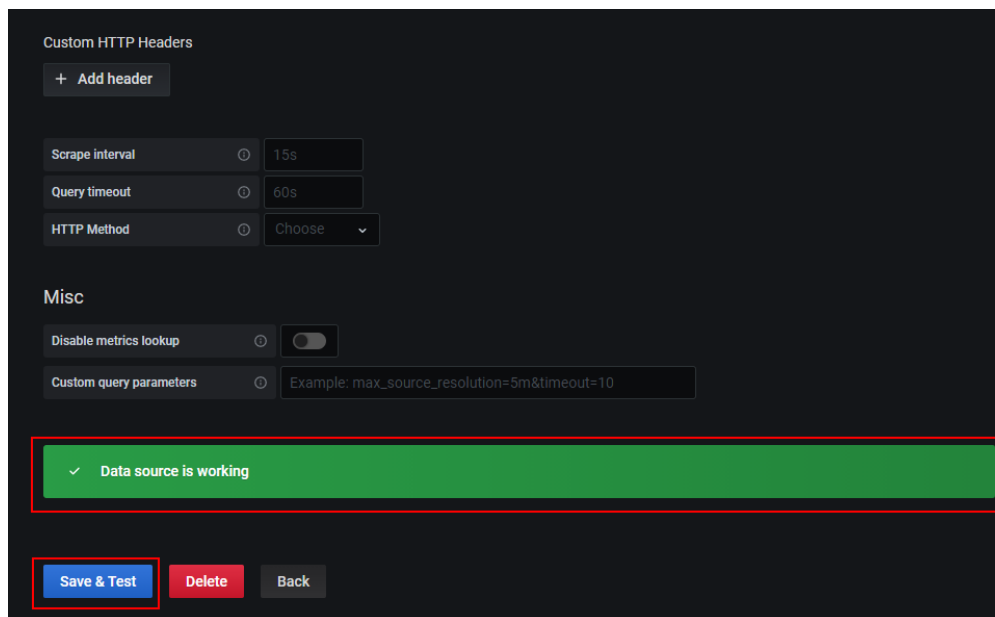 Custom HTTP Headers
+ Add header
Scrape interval 15s
Query timeout 60s
HTTP Method Choose
Misc
Disable metrics lookup
Custom query parameters Example: max_source_resolution=5m&timeout=10
Data source is working
Save & Test Delete Back